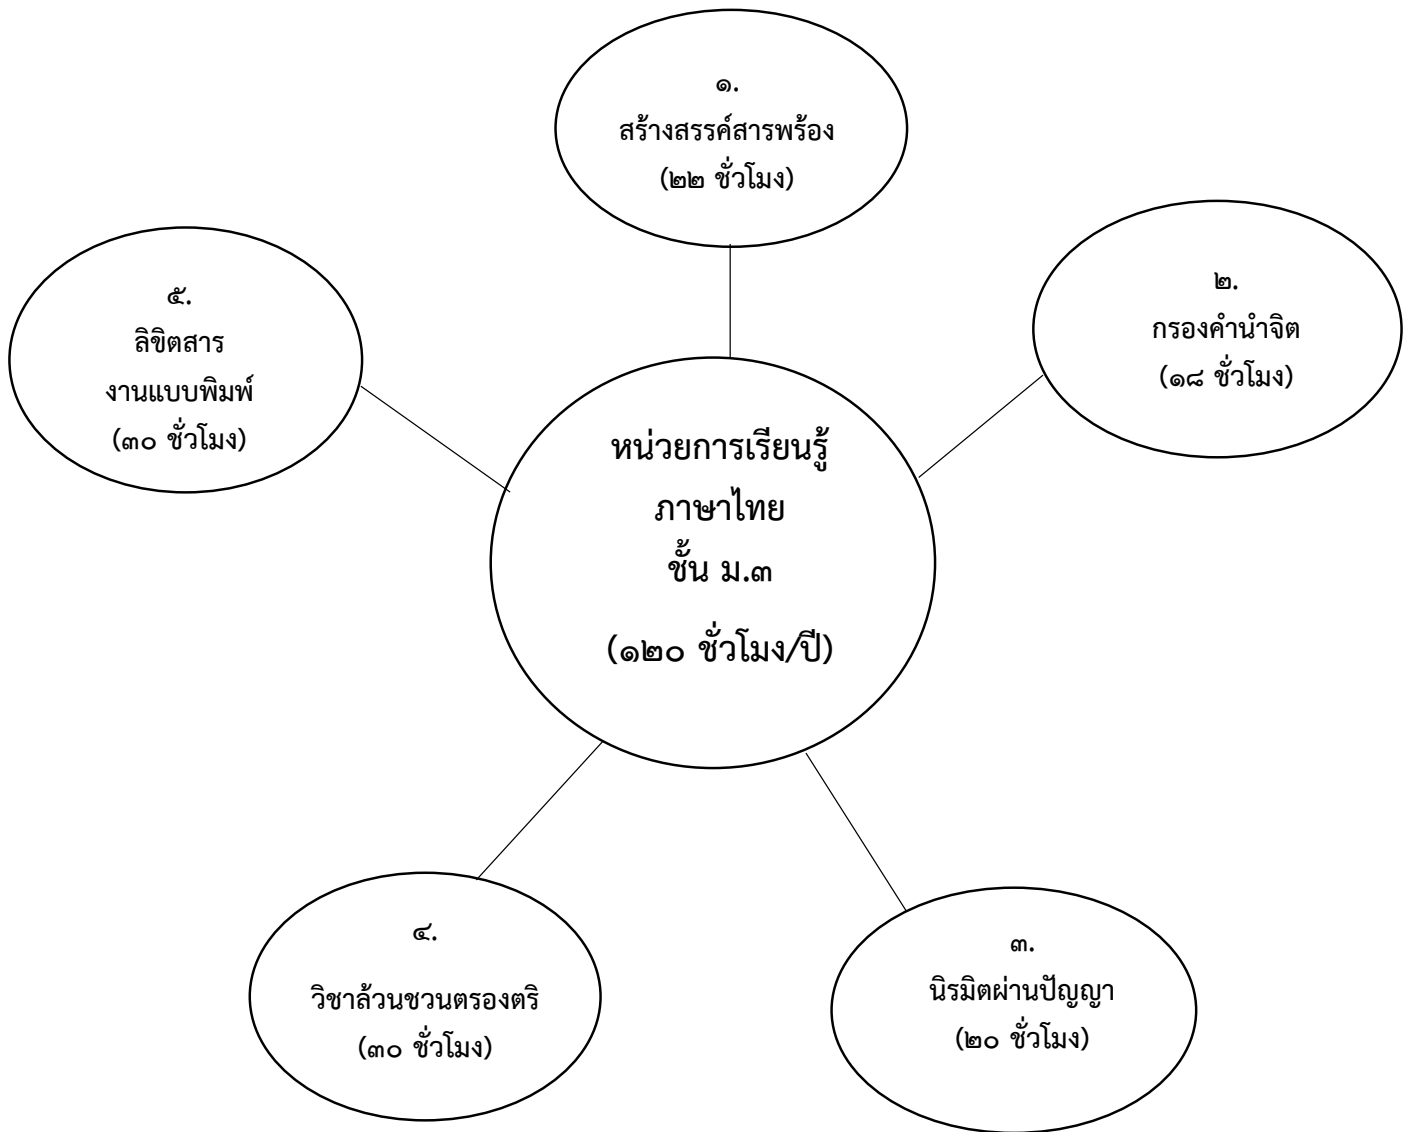 ๑.
สร้างสรรค์สารพร้อง
(๒๒ ชั่วโมง)
๒.
กรองคำนำจิต
(๑๘ ชั่วโมง)
๕.
ลิขิตสาร
งานแบบพิมพ์
(๓๐ ชั่วโมง)
หน่วยการเรียนรู้
ภาษาไทย
ชั้น ม.๓
(๑๒๐ ชั่วโมง/ปี)
๔.
วิชาล้วนชวนตรองตริ
(๓๐ ชั่วโมง)
๓.
นิรมิตผ่านปัญญา
(๒๐ ชั่วโมง)